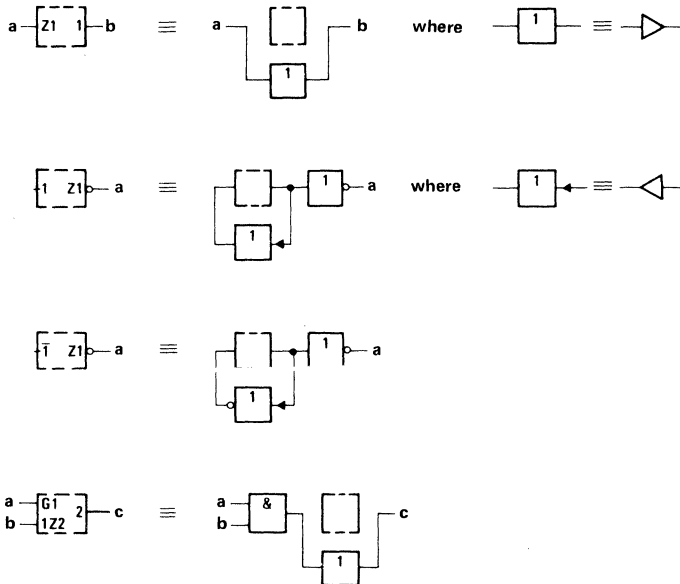 a Z1 1 b ≡ a b where 1 ≡
1
1 Z1 a ≡ 1 a where 1 ≡
1
1̅ Z1 a ≡ 1 a
1
a G1 2 c ≡ a & c
b 1Z2 b
1